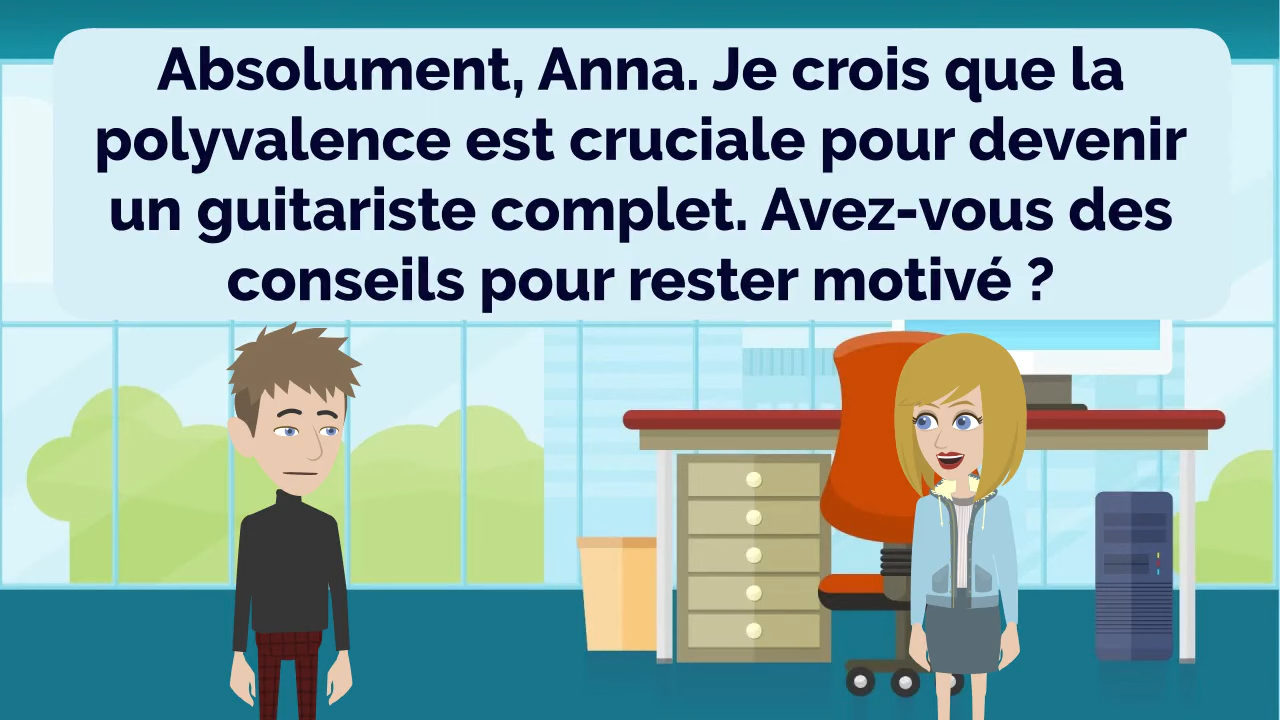 Absolument, Anna. Je crois que la
polyvalence est cruciale pour devenir
un guitariste complet. Avez-vous des
conseils pour rester motivé ?